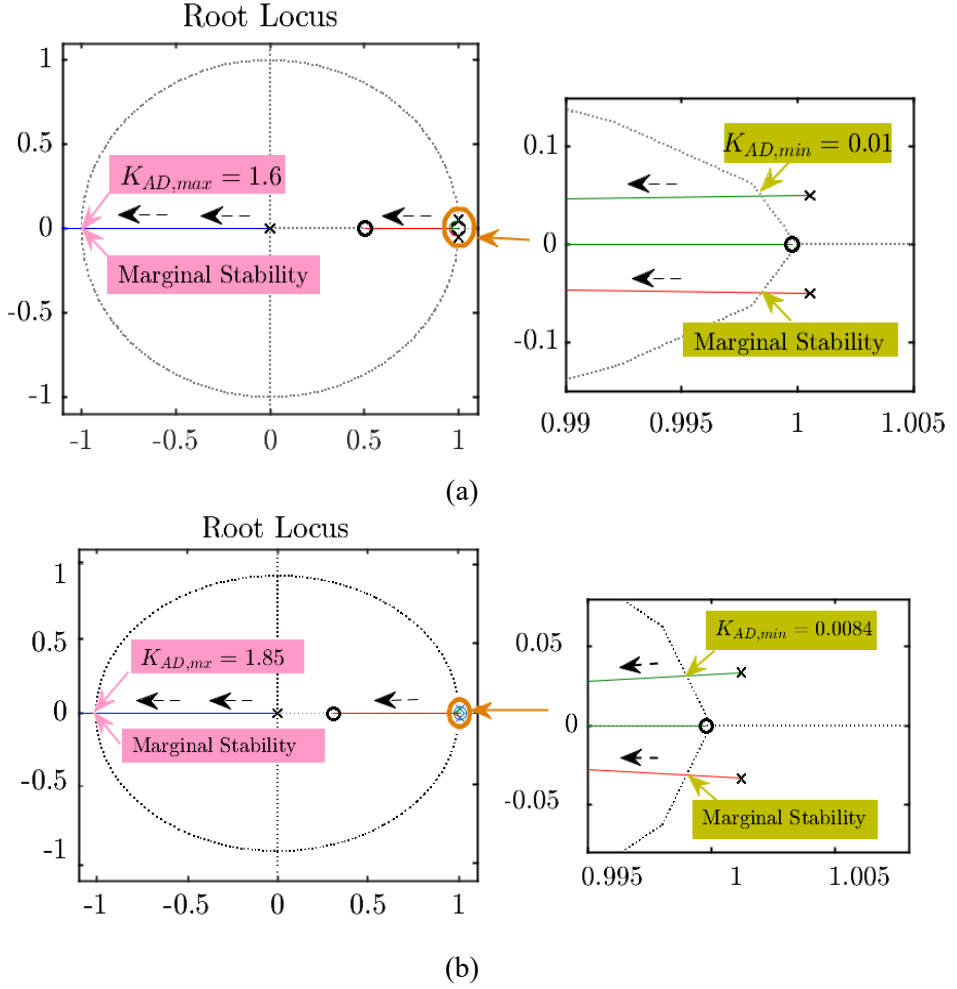 Root Locus
1
0.5
0
-0.5
-1
-1
-0.5
0
0.5
1
K_{AD,max} = 1.6
Marginal Stability
0.1
0
-0.1
0.99
0.995
1
1.005
K_{AD,min} = 0.01
Marginal Stability
(a)
Root Locus
1
0.5
0
-0.5
-1
-1
-0.5
0
0.5
1
K_{AD,mx} = 1.85
Marginal Stability
0.05
0
-0.05
0.995
1
1.005
K_{AD,min} = 0.0084
Marginal Stability
(b)